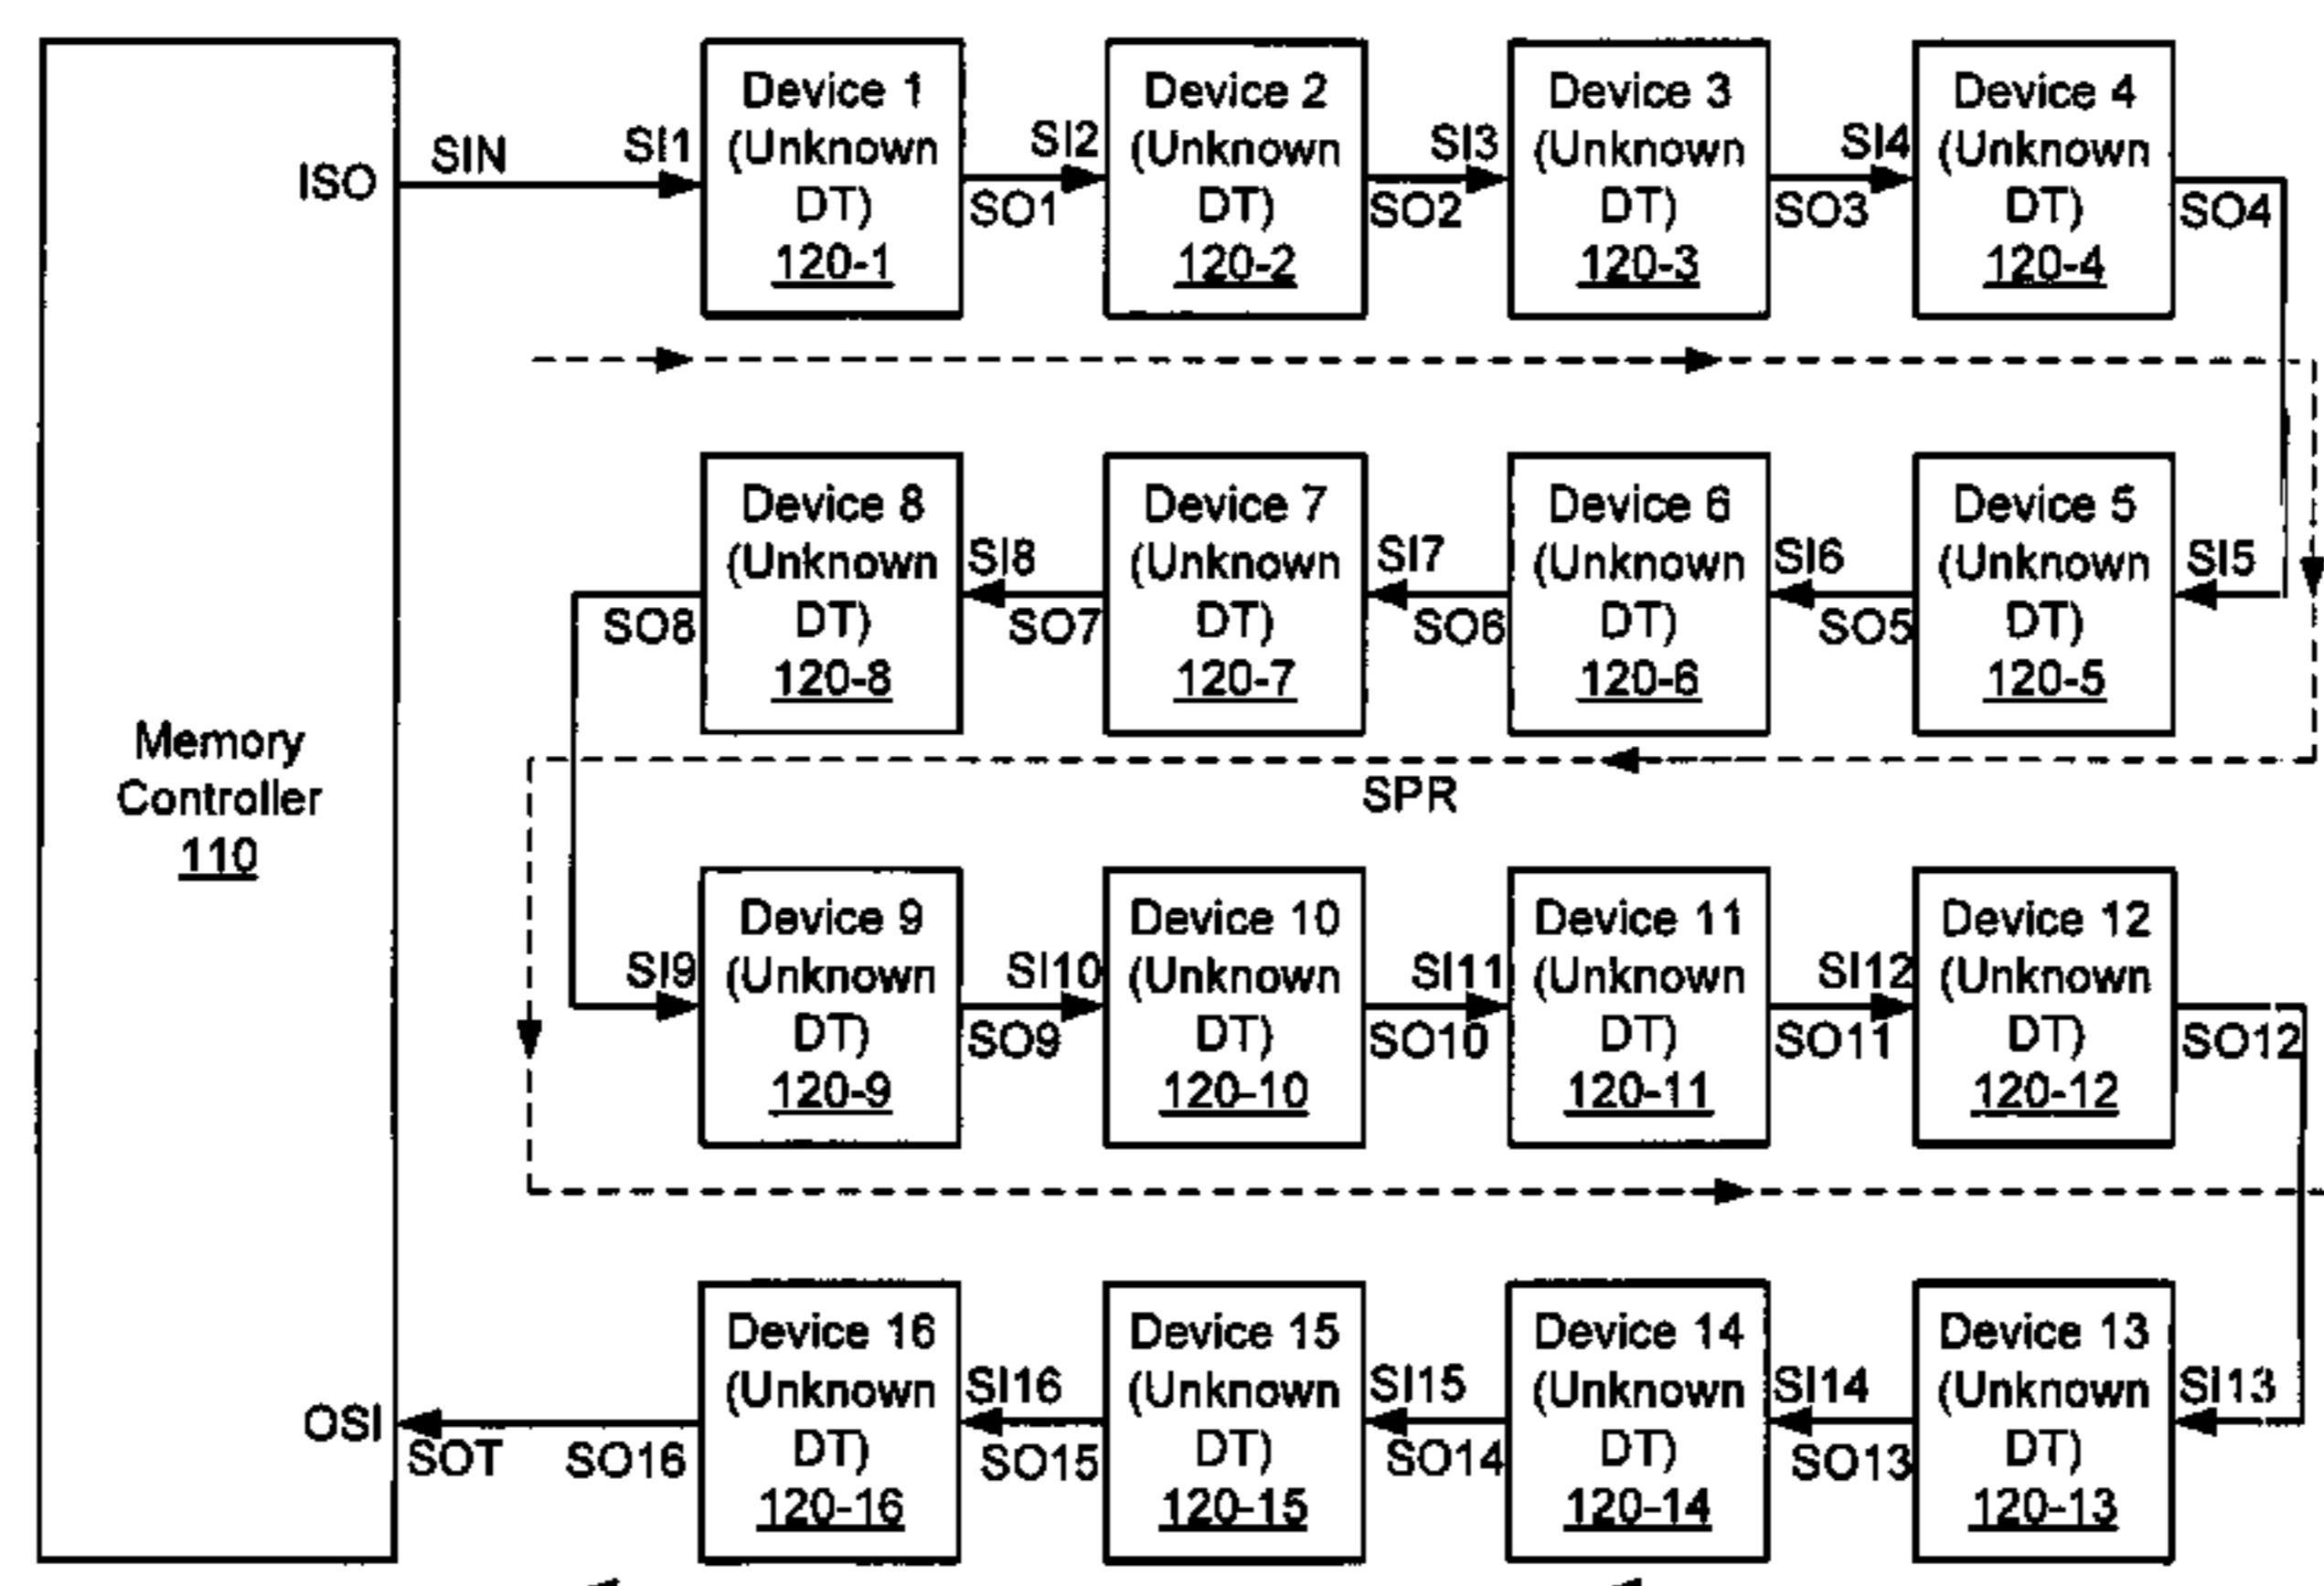 Memory
Controller
110
ISO
SIN
SI1
Device 1
(Unknown
DT)
120-1
SO1
SI2
Device 2
(Unknown
DT)
120-2
SO2
SI3
Device 3
(Unknown
DT)
120-3
SO3
SI4
Device 4
(Unknown
DT)
120-4
SO4
SI5
Device 5
(Unknown
DT)
120-5
SO5
SI6
Device 6
(Unknown
DT)
120-6
SO6
SI7
Device 7
(Unknown
DT)
120-7
SO7
SI8
Device 8
(Unknown
DT)
120-8
SO8
SPR
SI9
Device 9
(Unknown
DT)
120-9
SO9
SI10
Device 10
(Unknown
DT)
120-10
SO10
SI11
Device 11
(Unknown
DT)
120-11
SO11
SI12
Device 12
(Unknown
DT)
120-12
SO12
SI13
Device 13
(Unknown
DT)
120-13
SO13
SI14
Device 14
(Unknown
DT)
120-14
SO14
SI15
Device 15
(Unknown
DT)
120-15
SO15
SI16
Device 16
(Unknown
DT)
120-16
SO16
SOT
OSI